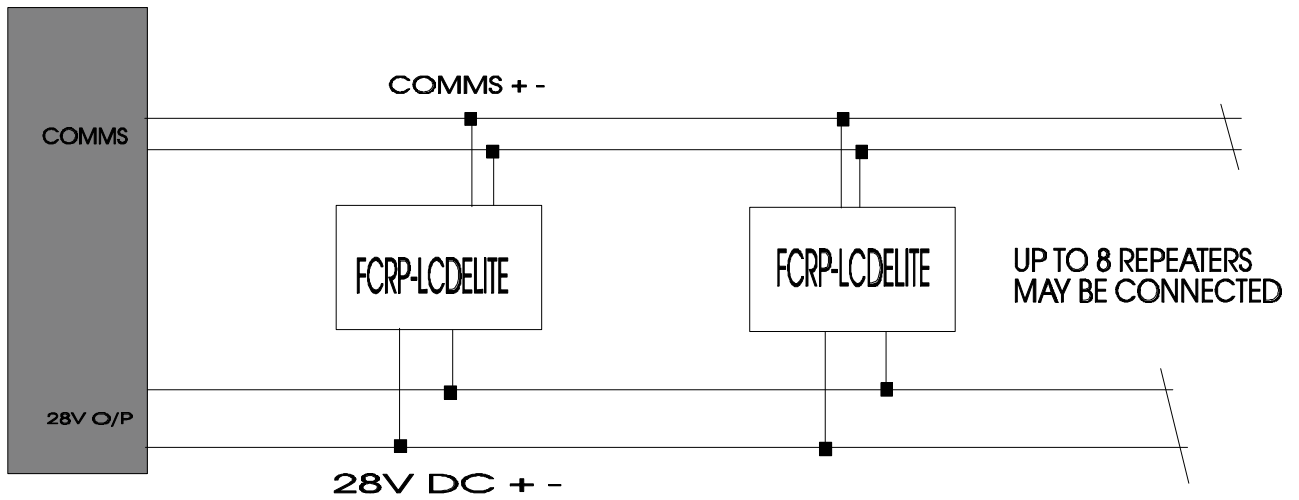 COMMS + -
COMMS
FCRP-LCDELITE
FCRP-LCDELITE
UP TO 8 REPEATERS
MAY BE CONNECTED
28V O/P
28V DC + -